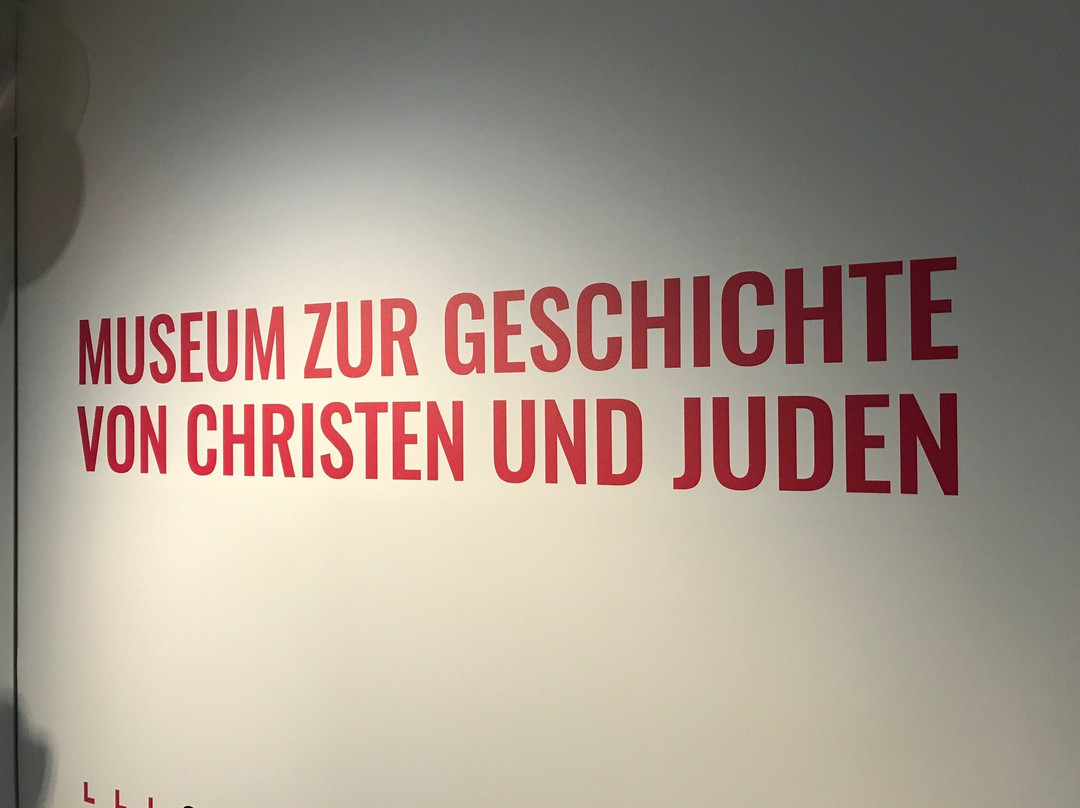 MUSEUM ZUR GESCHICHTE
VON CHRISTEN UND JUDEN